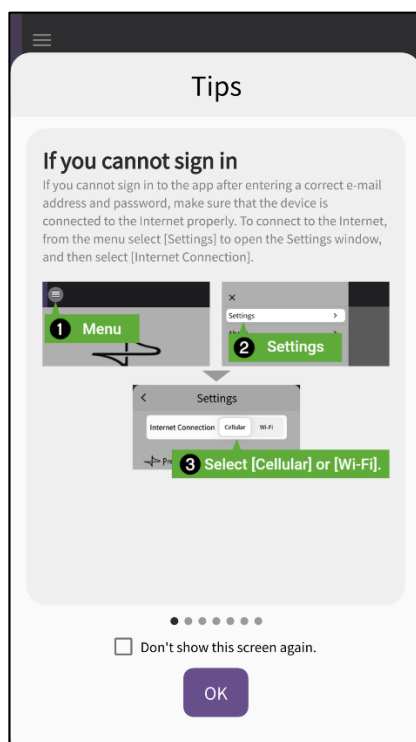 Tips
If you cannot sign in
If you cannot sign in to the app after entering a correct e-mail
address and password, make sure that the device is
connected to the Internet properly. To connect to the Internet,
from the menu select [Settings] to open the Settings window,
and then select [Internet Connection].
1 Menu
×
Settings >
2 Settings
< Settings
Internet Connection Cellular Wi-Fi
3 Select [Cellular] or [Wi-Fi].
Don't show this screen again.
OK